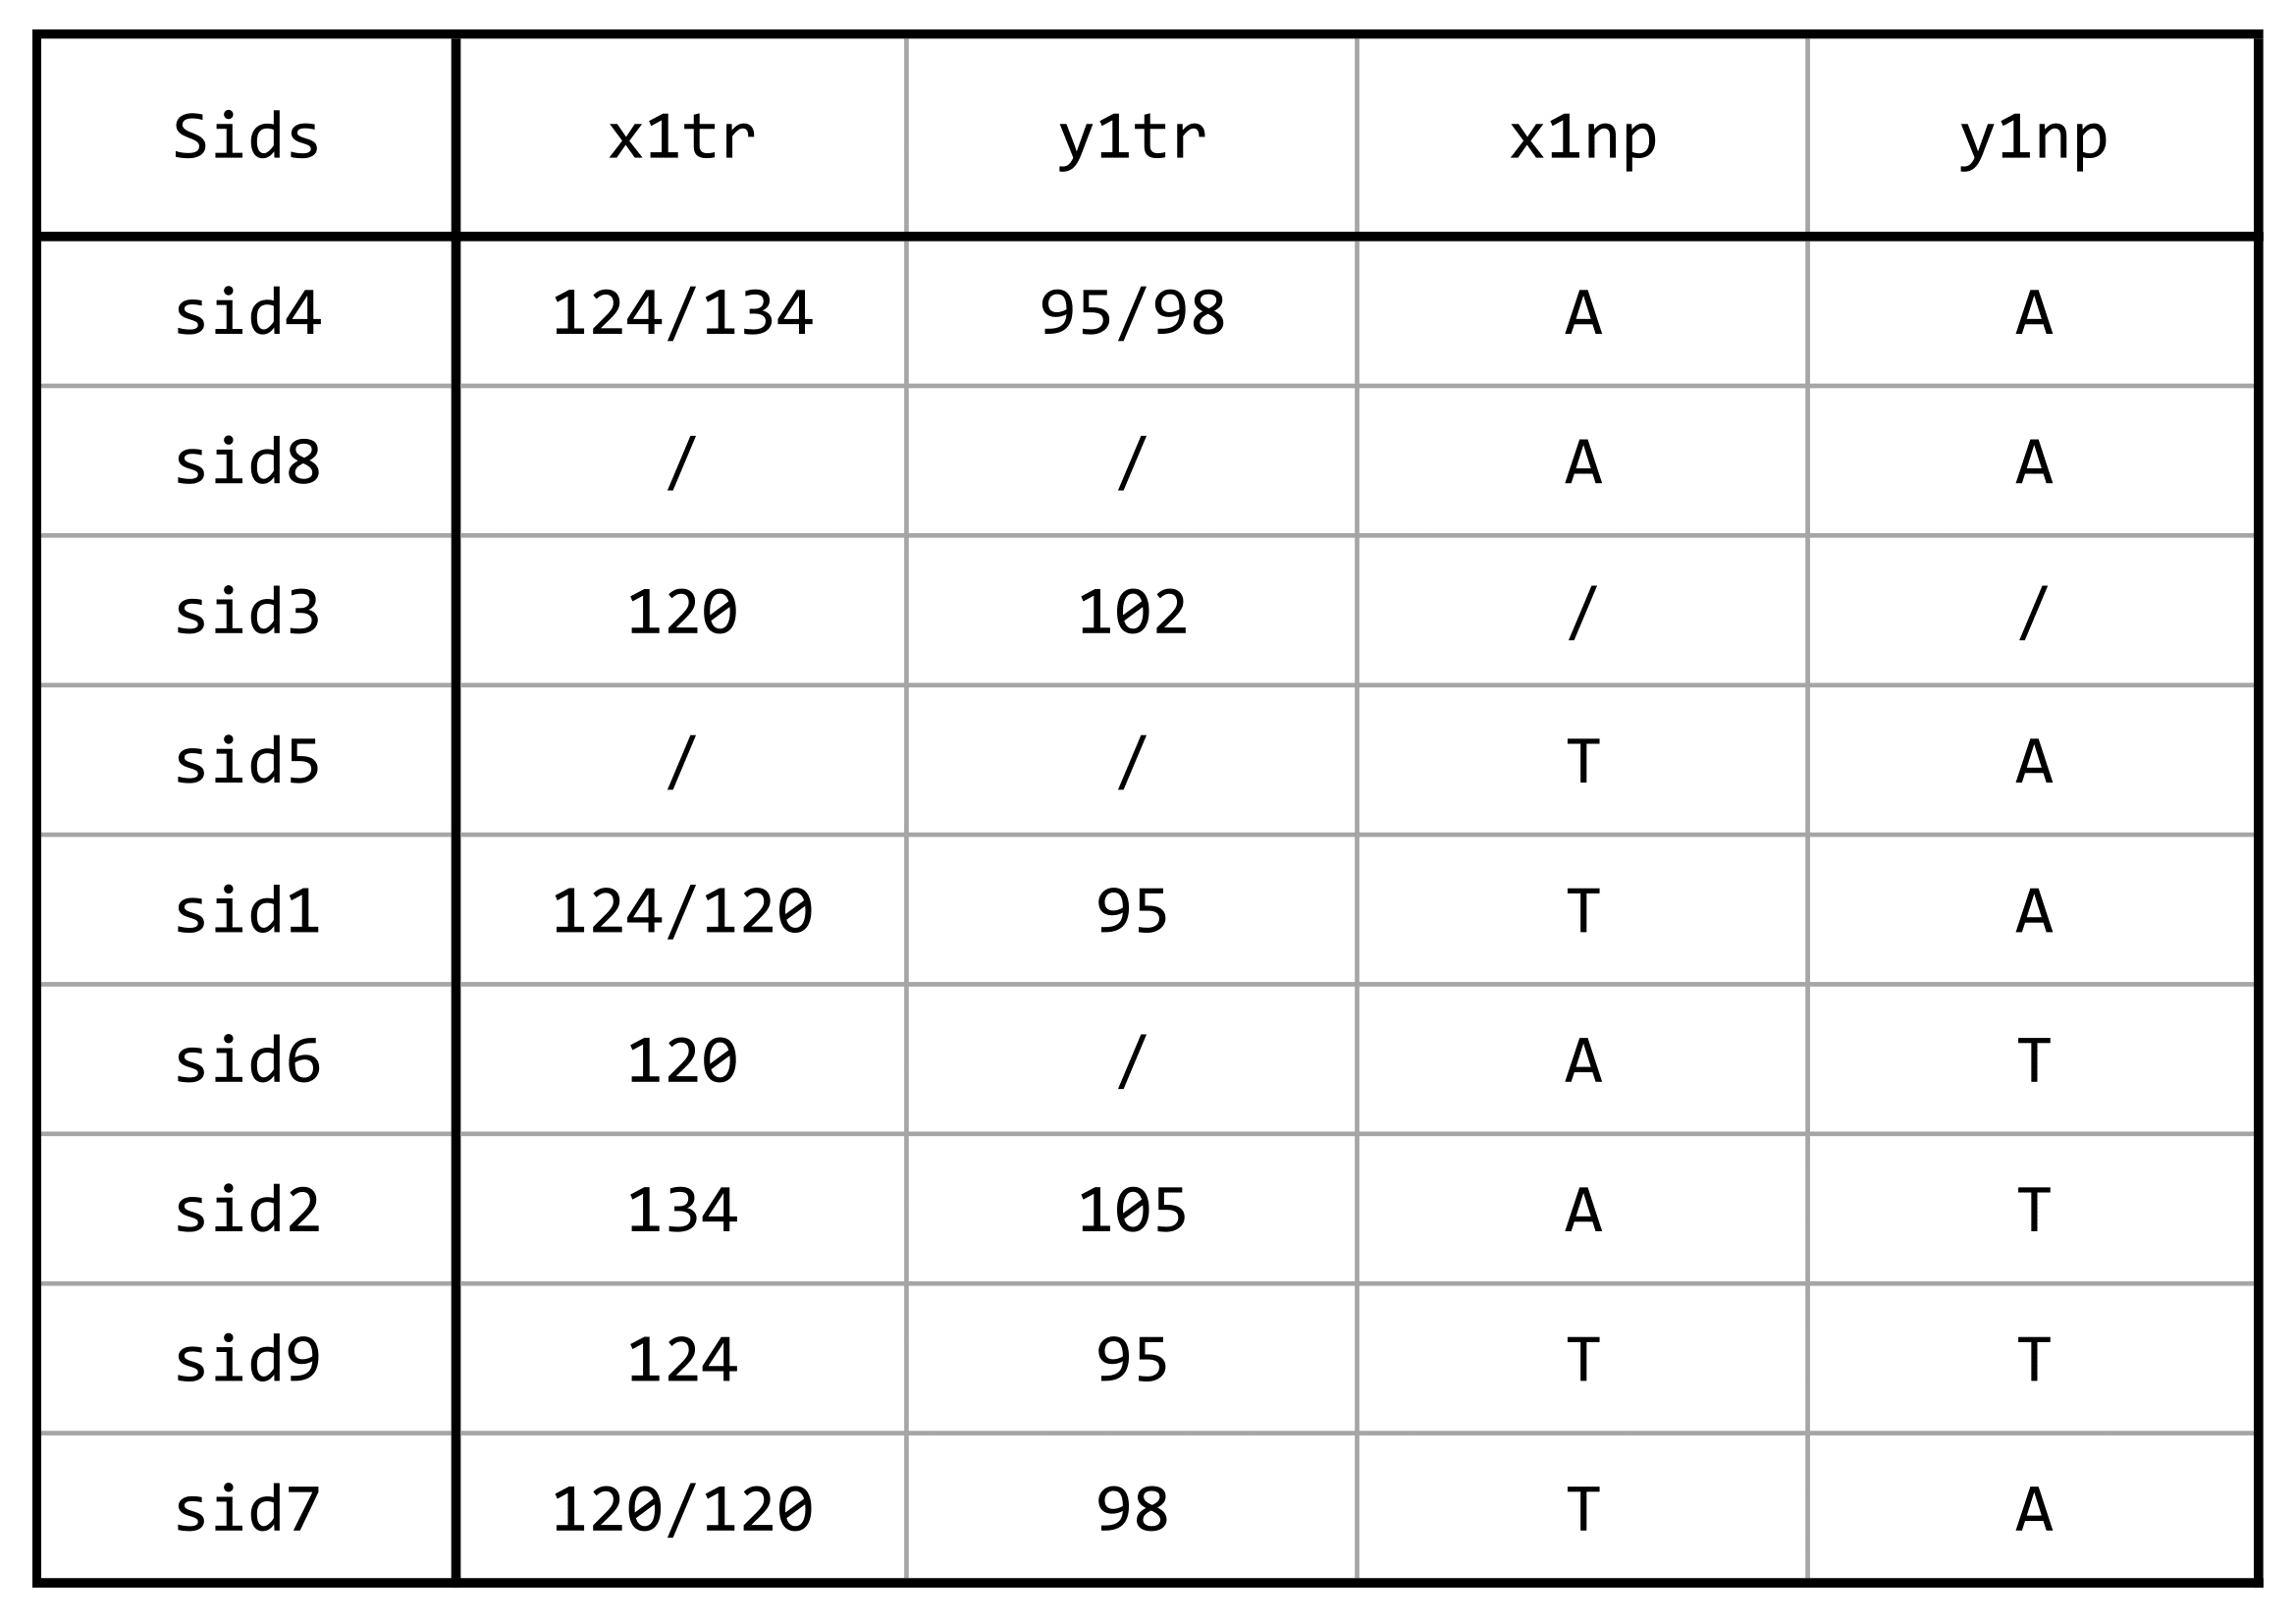 Sids x1tr y1tr x1np y1np
sid4 124/134 95/98 A A
sid8 / / A A
sid3 120 102 / /
sid5 / / T A
sid1 124/120 95 T A
sid6 120 / A T
sid2 134 105 A T
sid9 124 95 T T
sid7 120/120 98 T A